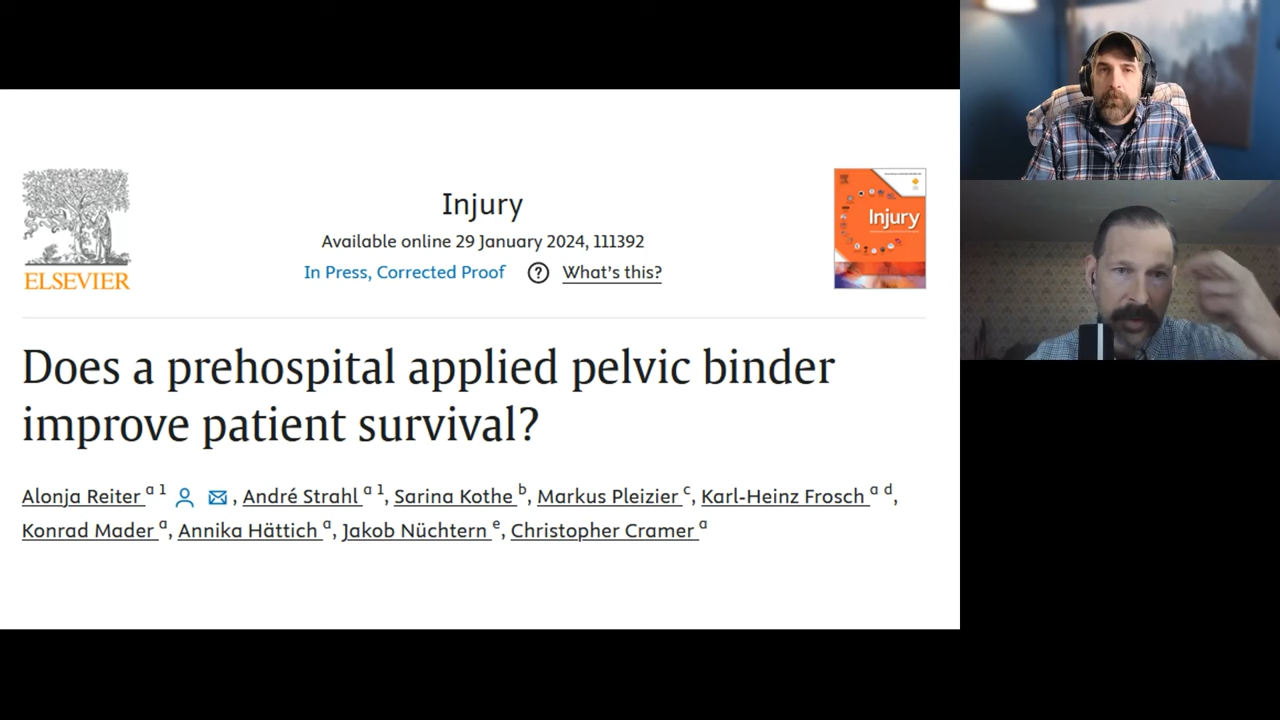 ELSEVIER
Injury
Available online 29 January 2024, 111392
In Press, Corrected Proof ? What's this?
Injury
Does a prehospital applied pelvic binder
improve patient survival?
Alonja Reiter a 1 , André Strahl a 1, Sarina Kothe b, Markus Pleizier c, Karl-Heinz Frosch a d,
Konrad Mader a, Annika Hättich a, Jakob Nüchtern e, Christopher Cramer a